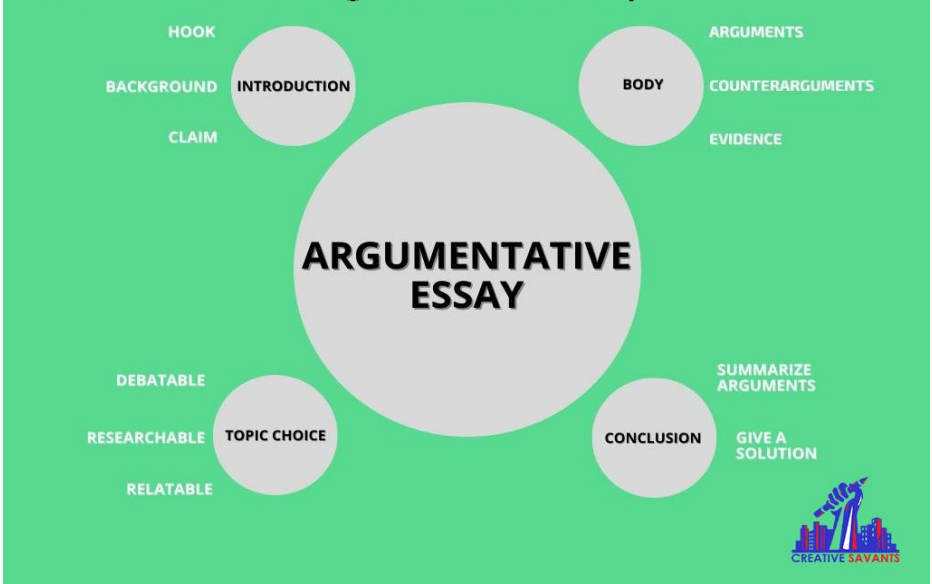 HOOK
BACKGROUND
CLAIM
INTRODUCTION
BODY
ARGUMENTS
COUNTERARGUMENTS
EVIDENCE
ARGUMENTATIVE
ESSAY
DEBATABLE
RESEARCHABLE
RELATABLE
TOPIC CHOICE
CONCLUSION
SUMMARIZE
ARGUMENTS
GIVE A
SOLUTION
CREATIVE SAVANTS